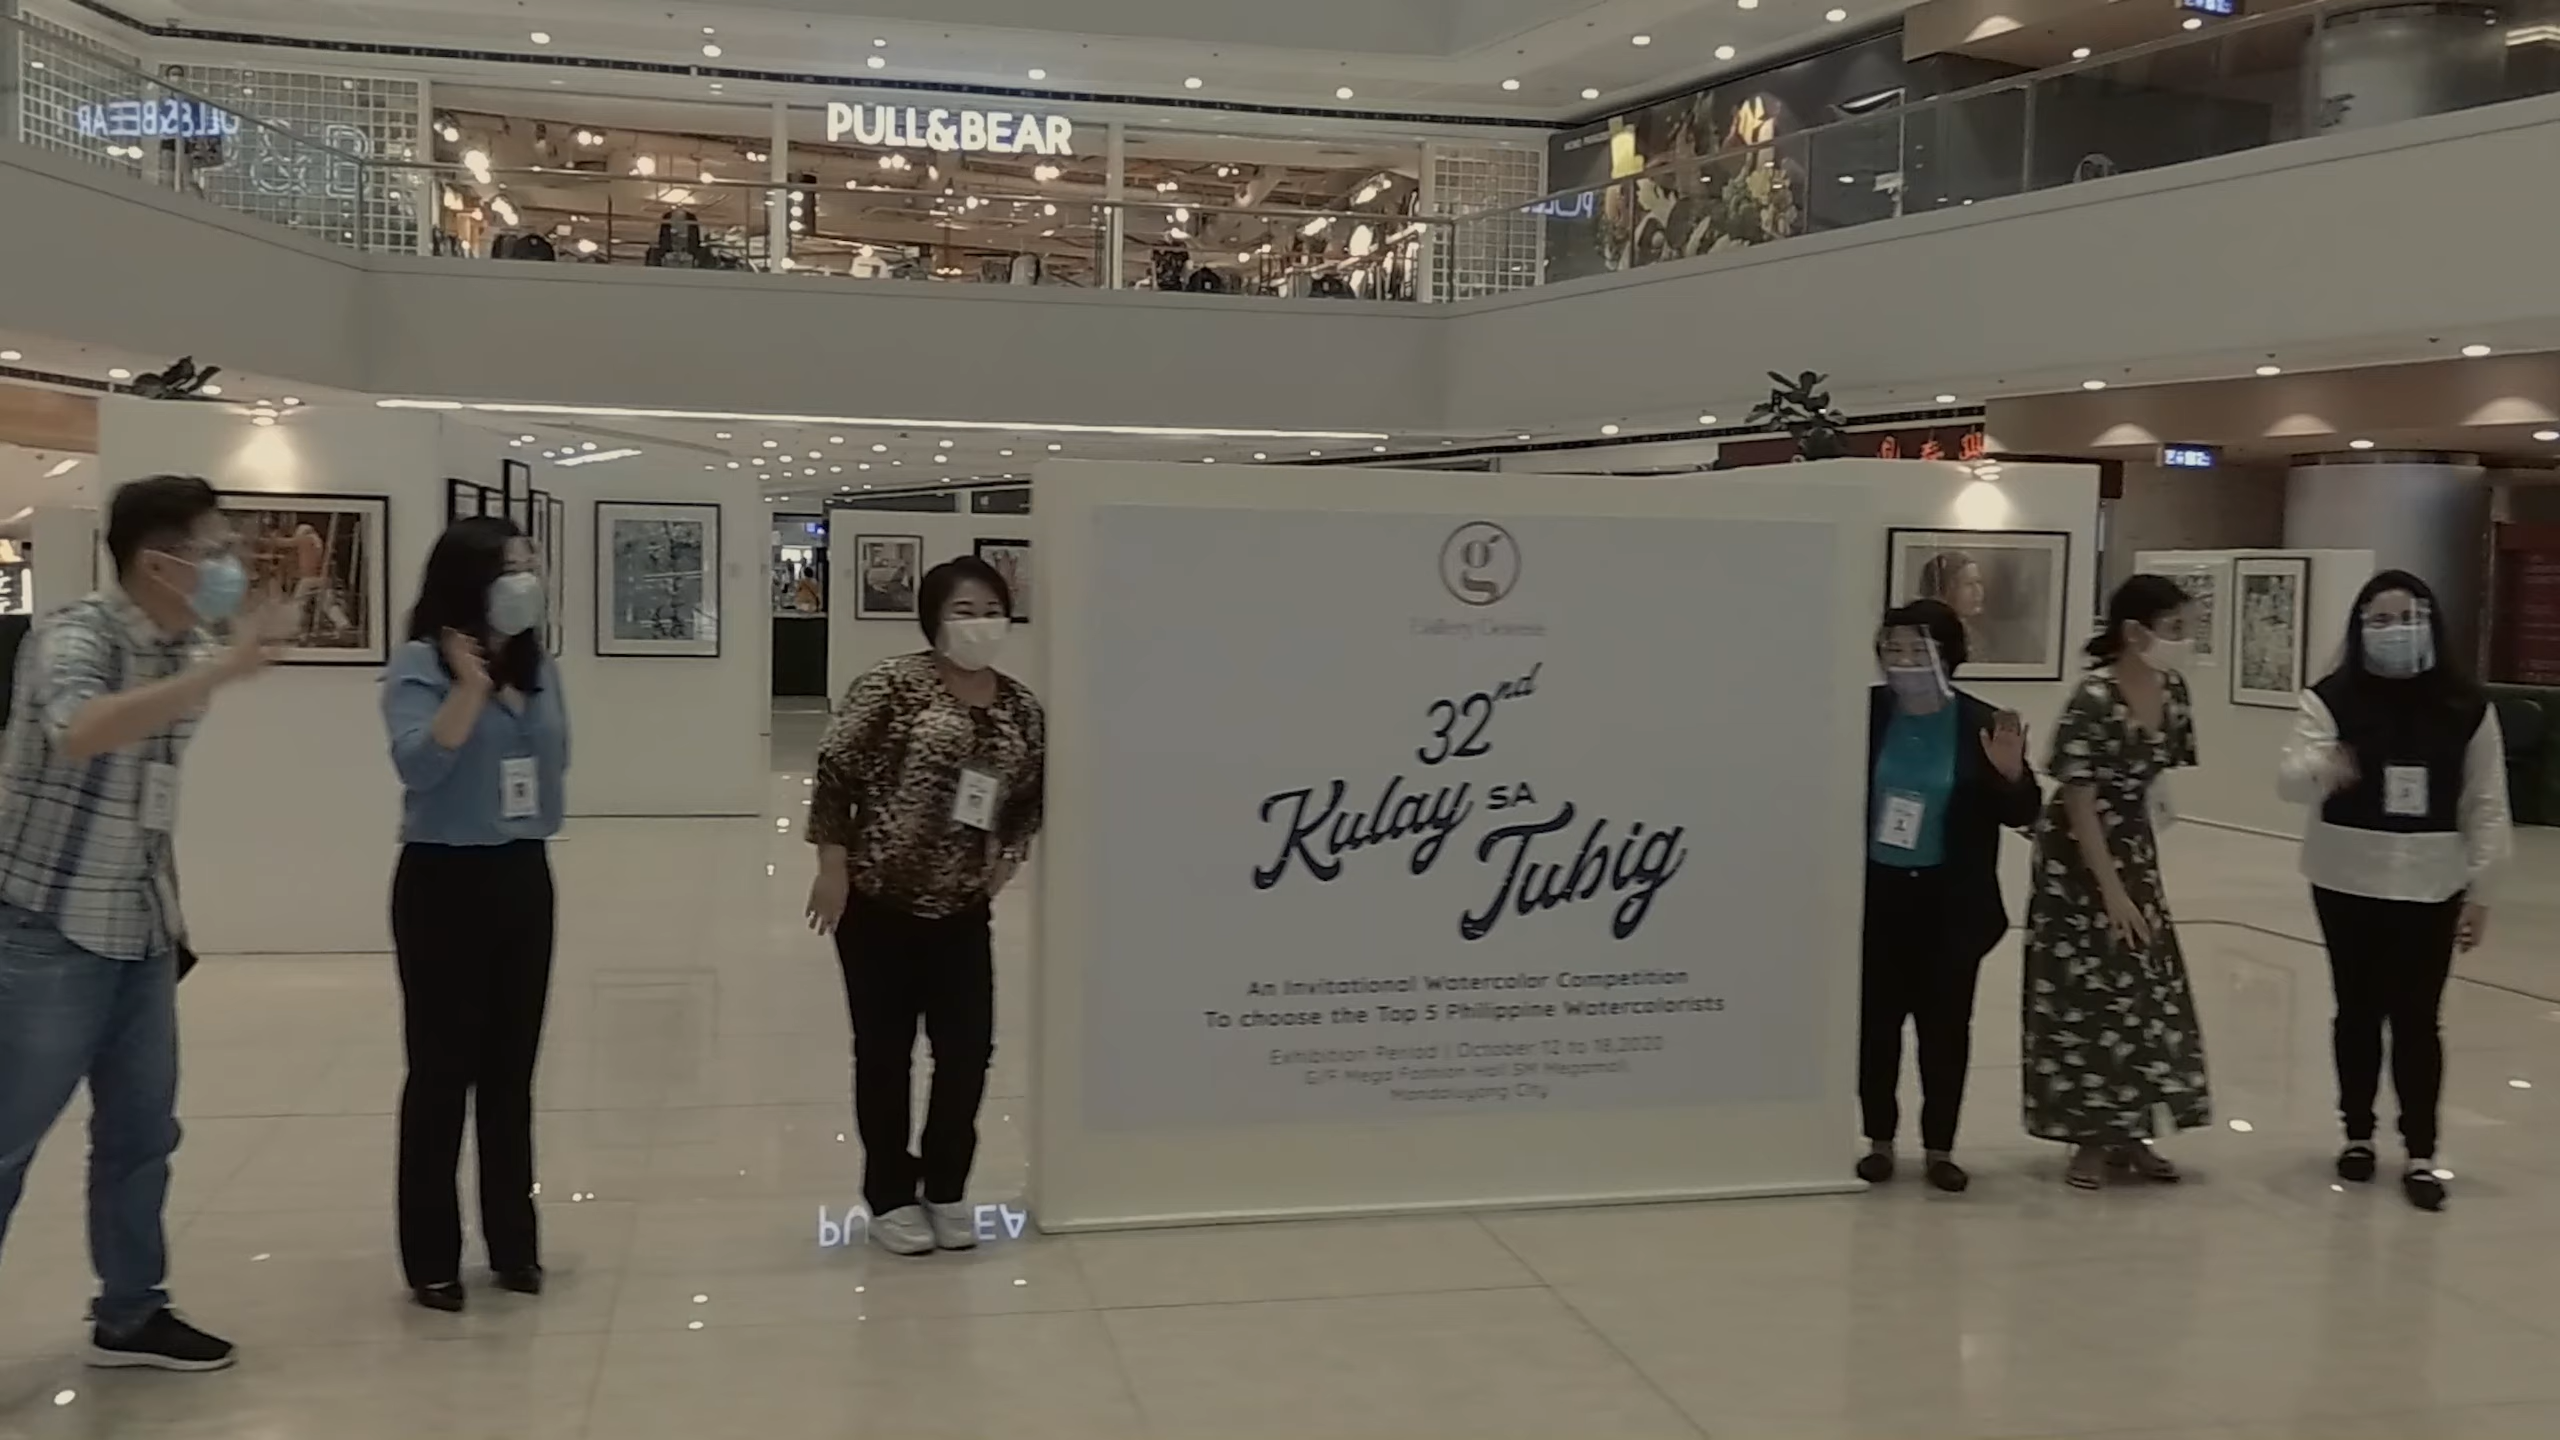 PULL&BEAR
g
Gallery Genesis
32nd
Kulay SA
Tubig
An Invitational Watercolor Competition
To choose the Top 5 Philippine Watercolorists
Exhibition Period | October 12 to 18,2020
G/F Mega Fashion Hall SM Megamall,
Mandaluyong City